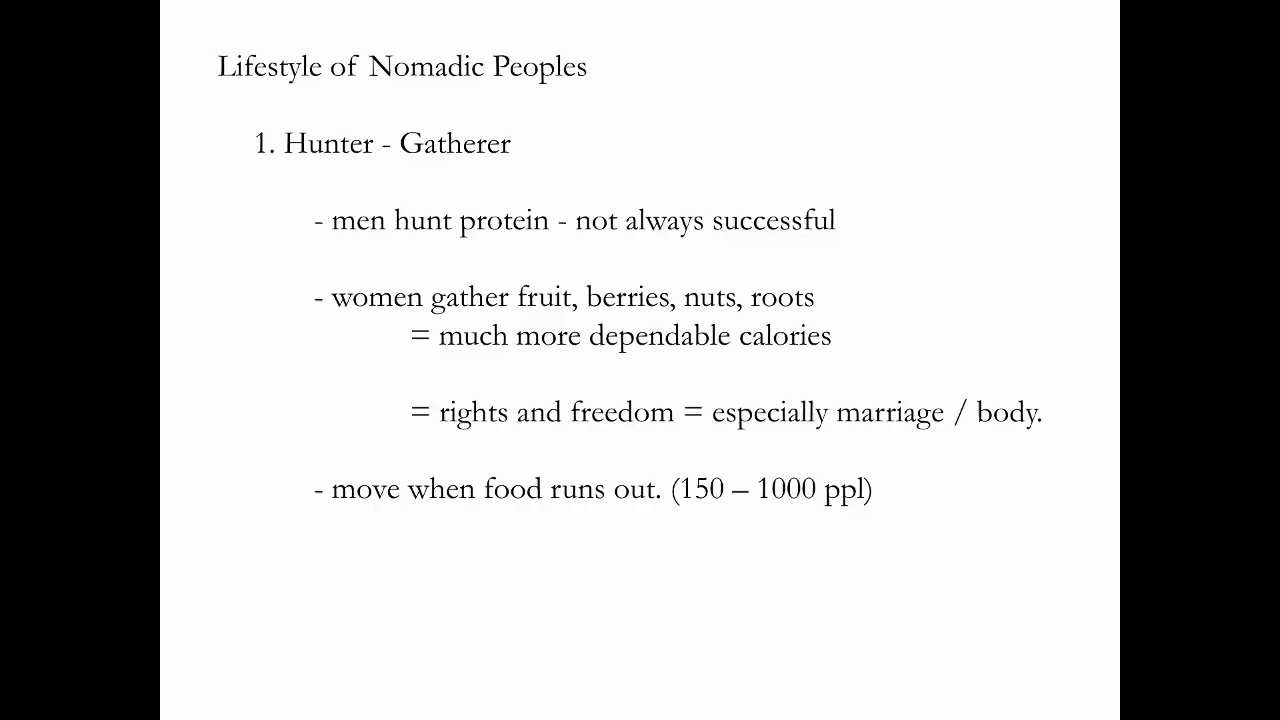 Lifestyle of Nomadic Peoples
1. Hunter - Gatherer
- men hunt protein - not always successful
- women gather fruit, berries, nuts, roots
= much more dependable calories
= rights and freedom = especially marriage / body.
- move when food runs out. (150 – 1000 ppl)